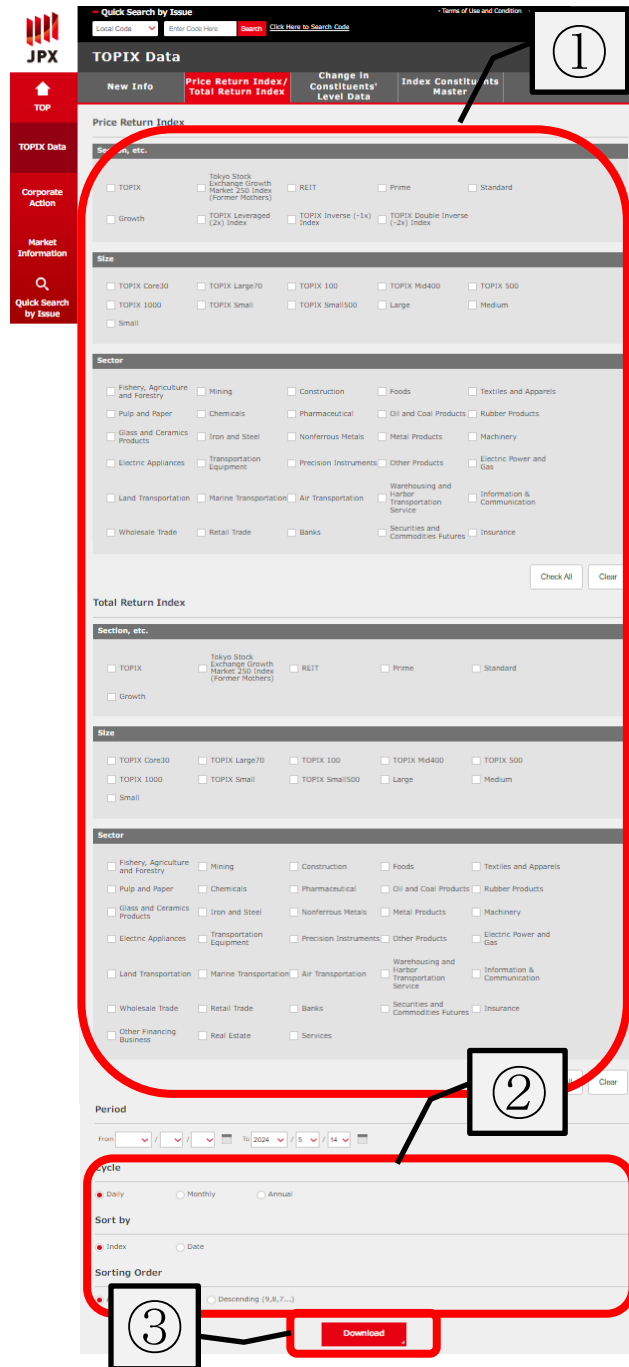 Quick Search by Issue
Terms of Use and Condition
Local Code
Enter Code Here
Search
Click Here to Search Code
JPX
TOPIX Data
①
New Info
Price Return Index/
Total Return Index
Change in
Constituents'
Level Data
Index Constituents
Master
TOP
TOPIX Data
Corporate
Action
Market
Information
Quick Search
by Issue
Price Return Index
Section, etc.
TOPIX
Tokyo Stock
Exchange Growth
Market 250 Index
(Former Mothers)
REIT
Prime
Standard
Growth
TOPIX Leveraged
(2x) Index
TOPIX Inverse (-1x)
Index
TOPIX Double Inverse
(-2x) Index
Size
TOPIX Core30
TOPIX Large70
TOPIX 100
TOPIX Mid400
TOPIX 500
TOPIX 1000
TOPIX Small
TOPIX Small500
Large
Medium
Small
Sector
Fishery, Agriculture
and Forestry
Mining
Construction
Foods
Textiles and Apparels
Pulp and Paper
Chemicals
Pharmaceutical
Oil and Coal Products
Rubber Products
Glass and Ceramics
Products
Iron and Steel
Nonferrous Metals
Metal Products
Machinery
Electric Appliances
Transportation
Equipment
Precision Instruments
Other Products
Electric Power and
Gas
Land Transportation
Marine Transportation
Air Transportation
Warehousing and
Harbor
Transportation
Service
Information &
Communication
Wholesale Trade
Retail Trade
Banks
Securities and
Commodities Futures
Insurance
Check All
Clear
Total Return Index
Section, etc.
TOPIX
Tokyo Stock
Exchange Growth
Market 250 Index
(Former Mothers)
REIT
Prime
Standard
Growth
Size
TOPIX Core30
TOPIX Large70
TOPIX 100
TOPIX Mid400
TOPIX 500
TOPIX 1000
TOPIX Small
TOPIX Small500
Large
Medium
Small
Sector
Fishery, Agriculture
and Forestry
Mining
Construction
Foods
Textiles and Apparels
Pulp and Paper
Chemicals
Pharmaceutical
Oil and Coal Products
Rubber Products
Glass and Ceramics
Products
Iron and Steel
Nonferrous Metals
Metal Products
Machinery
Electric Appliances
Transportation
Equipment
Precision Instruments
Other Products
Electric Power and
Gas
Land Transportation
Marine Transportation
Air Transportation
Warehousing and
Harbor
Transportation
Service
Information &
Communication
Wholesale Trade
Retail Trade
Banks
Securities and
Commodities Futures
Insurance
Other Financing
Business
Real Estate
Services
②
Clear
Period
From / / To 2024 / 5 / 14
Cycle
Daily
Monthly
Annual
Sort by
Index
Date
Sorting Order
Descending (9,8,7...)
③
Download